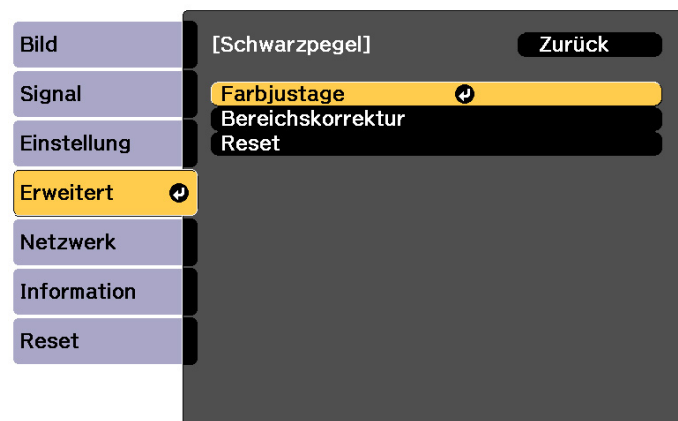 Bild
Signal
Einstellung
Erweitert
Netzwerk
Information
Reset
[Schwarzpegel]
Zurück
Farbjustage
Bereichskorrektur
Reset